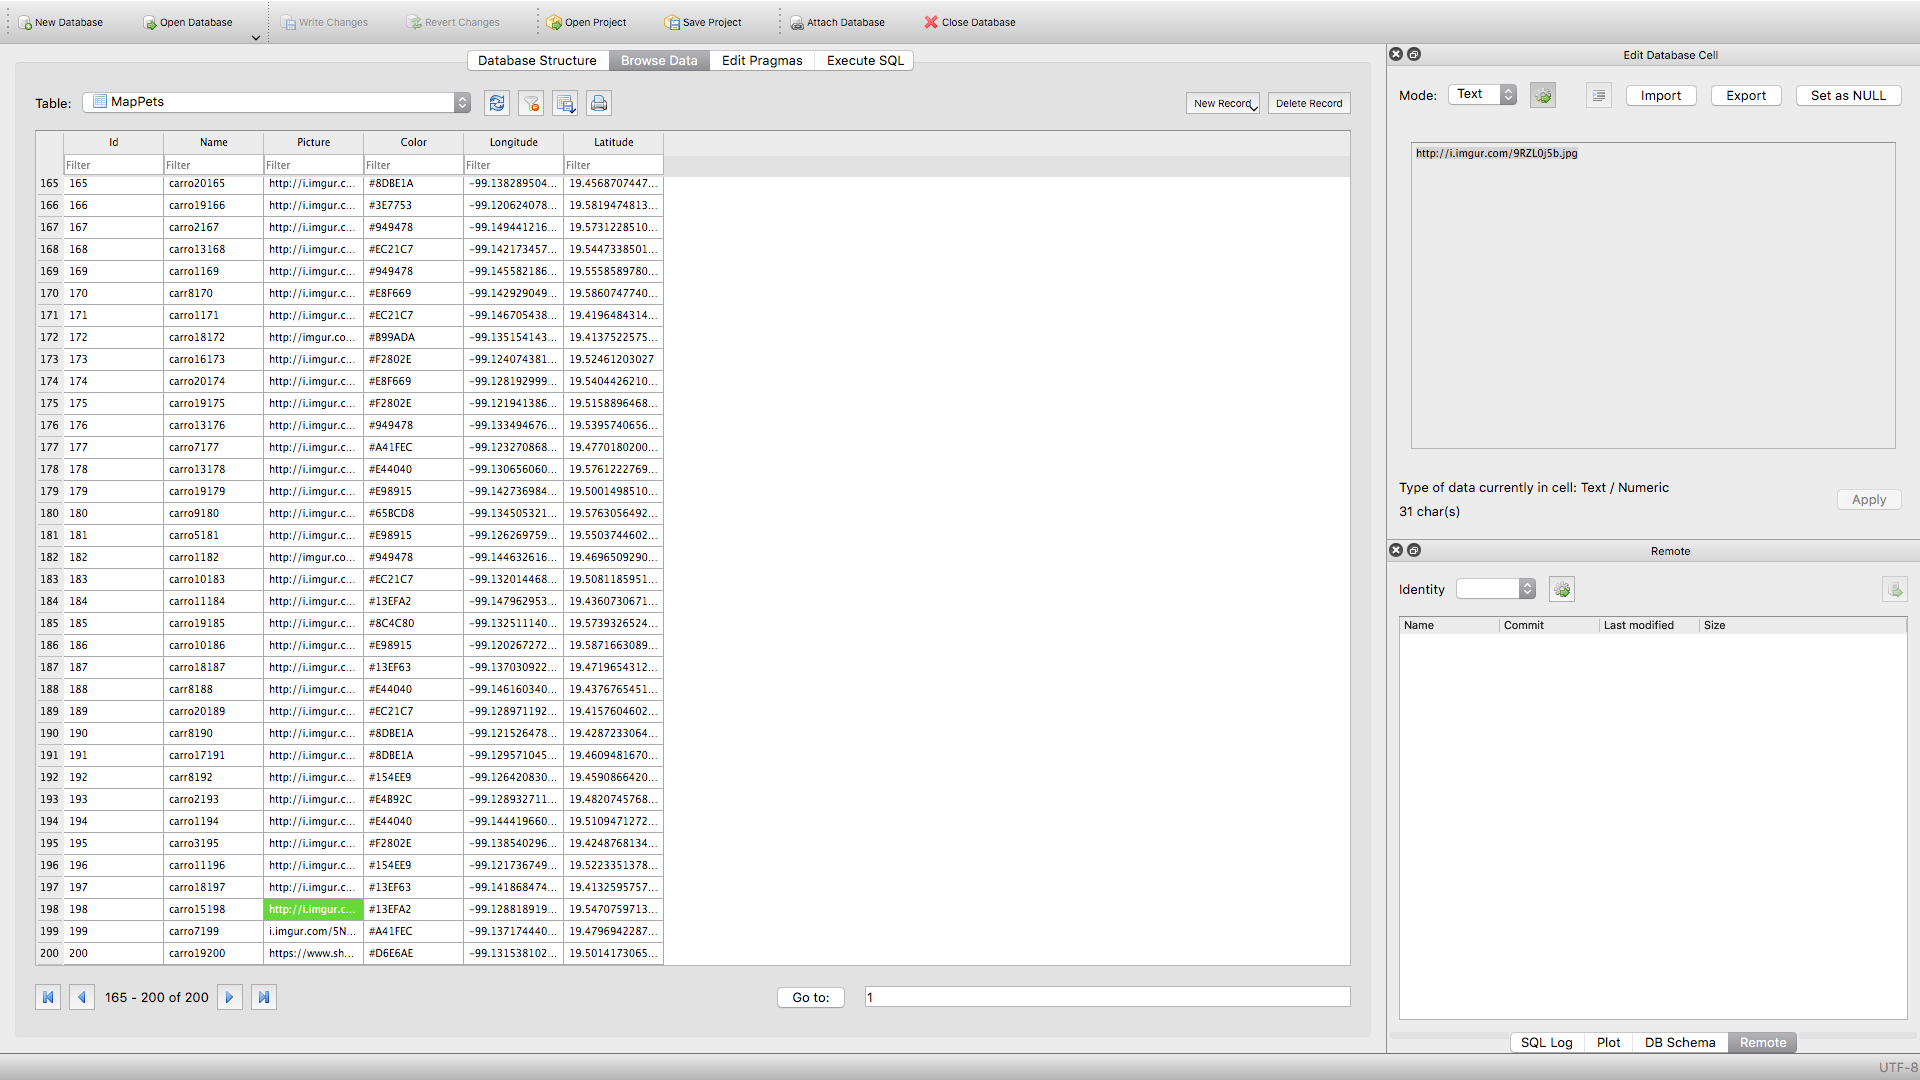 New Database Open Database Write Changes Revert Changes Open Project Save Project Attach Database Close Database
Database Structure Browse Data Edit Pragmas Execute SQL
Table: MapPets New Record Delete Record
Id Name Picture Color Longitude Latitude
Filter Filter Filter Filter Filter Filter
165 165 carro20165 http://i.imgur.c... #8DBE1A -99.138289504... 19.4568707447...
166 166 carro19166 http://i.imgur.c... #3E7753 -99.120624078... 19.5819474813...
167 167 carro2167 http://i.imgur.c... #949478 -99.149441216... 19.5731228510...
168 168 carro13168 http://i.imgur.c... #EC21C7 -99.142173457... 19.5447338501...
169 169 carro1169 http://i.imgur.c... #949478 -99.145582186... 19.5558589780...
170 170 carr8170 http://i.imgur.c... #E8F669 -99.142929049... 19.5860747740...
171 171 carro1171 http://i.imgur.c... #EC21C7 -99.146705438... 19.4196484314...
172 172 carro18172 http://imgur.co... #B99ADA -99.135154143... 19.4137522575...
173 173 carro16173 http://i.imgur.c... #F2802E -99.124074381... 19.52461203027
174 174 carro20174 http://i.imgur.c... #E8F669 -99.128192999... 19.5404426210...
175 175 carro19175 http://i.imgur.c... #F2802E -99.121941386... 19.5158896468...
176 176 carro13176 http://i.imgur.c... #949478 -99.133494676... 19.5395740656...
177 177 carro7177 http://i.imgur.c... #A41FEC -99.123270868... 19.4770180200...
178 178 carro13178 http://i.imgur.c... #E44040 -99.130656060... 19.5761222769...
179 179 carro19179 http://i.imgur.c... #E98915 -99.142736984... 19.5001498510...
180 180 carro9180 http://i.imgur.c... #65BCD8 -99.134505321... 19.5763056492...
181 181 carro5181 http://i.imgur.c... #E98915 -99.126269759... 19.5503744602...
182 182 carro1182 http://imgur.co... #949478 -99.144632616... 19.4696509290...
183 183 carro10183 http://i.imgur.c... #EC21C7 -99.132014468... 19.5081185951...
184 184 carro11184 http://i.imgur.c... #13EFA2 -99.147962953... 19.4360730671...
185 185 carro19185 http://i.imgur.c... #8C4C80 -99.132511140... 19.5739326524...
186 186 carro10186 http://i.imgur.c... #E98915 -99.120267272... 19.5871663089...
187 187 carro18187 http://i.imgur.c... #13EF63 -99.137030922... 19.4719654312...
188 188 carr8188 http://i.imgur.c... #E44040 -99.146160340... 19.4376765451...
189 189 carro20189 http://i.imgur.c... #EC21C7 -99.128971192... 19.4157604602...
190 190 carr8190 http://i.imgur.c... #8DBE1A -99.121526478... 19.4287233064...
191 191 carro17191 http://i.imgur.c... #8DBE1A -99.129571045... 19.4609481670...
192 192 carr8192 http://i.imgur.c... #154EE9 -99.126420830... 19.4590866420...
193 193 carro2193 http://i.imgur.c... #E4B92C -99.128932711... 19.4820745768...
194 194 carro1194 http://i.imgur.c... #E44040 -99.144419660... 19.5109471272...
195 195 carro3195 http://i.imgur.c... #F2802E -99.138540296... 19.4248768134...
196 196 carro11196 http://i.imgur.c... #154EE9 -99.121736749... 19.5223351378...
197 197 carro18197 http://i.imgur.c... #13EF63 -99.141868474... 19.4132595757...
198 198 carro15198 http://i.imgur.c... #13EFA2 -99.128818919... 19.5470759713...
199 199 carro7199 i.imgur.com/5N... #A41FEC -99.137174440... 19.4796942287...
200 200 carro19200 https://www.sh... #D6E6AE -99.131538102... 19.5014173065...
165 - 200 of 200 Go to: 1
Edit Database Cell
Mode: Text Import Export Set as NULL
http://i.imgur.com/9RZL0j5b.jpg
Type of data currently in cell: Text / Numeric
31 char(s)
Apply
Remote
Identity
Name Commit Last modified Size
SQL Log Plot DB Schema Remote
UTF-8